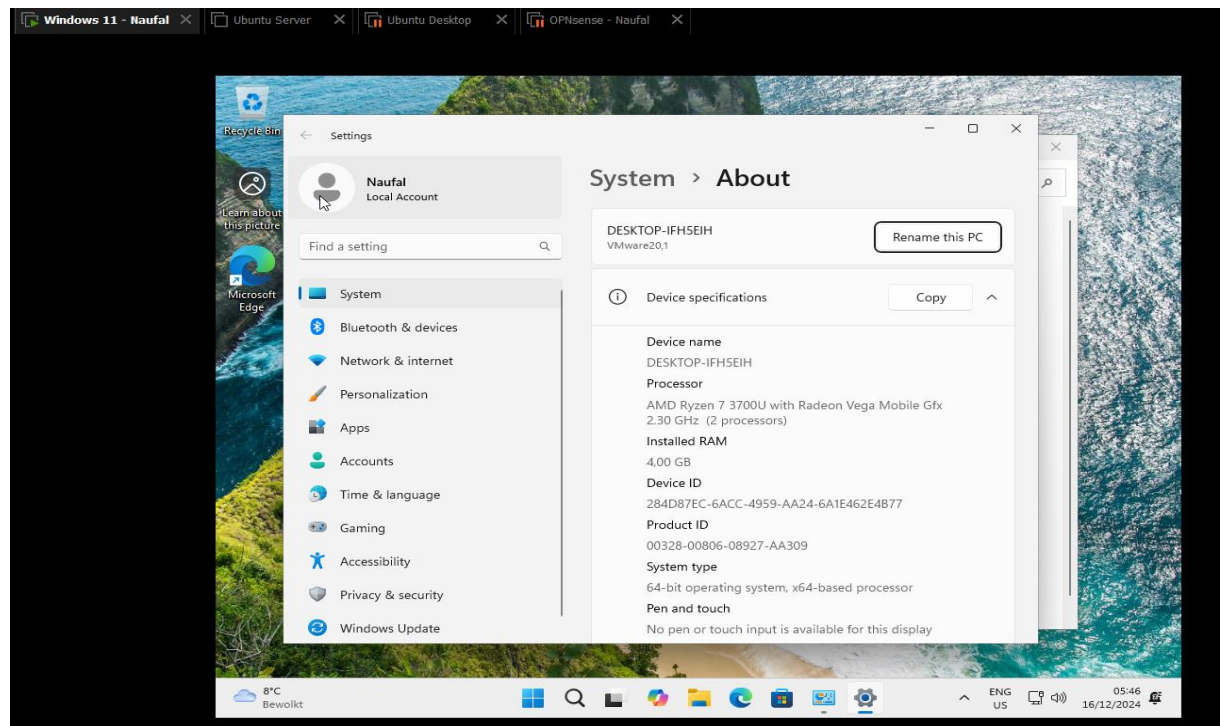 Windows 11 - Naufal
Ubuntu Server
Ubuntu Desktop
OPNsense - Naufal
Recycle Bin
Learn about
this picture
Microsoft
Edge
Settings
Naufal
Local Account
Find a setting
System
Bluetooth & devices
Network & internet
Personalization
Apps
Accounts
Time & language
Gaming
Accessibility
Privacy & security
Windows Update
System > About
DESKTOP-IFH5EIH
VMware20,1
Rename this PC
Device specifications
Copy
Device name
DESKTOP-IFH5EIH
Processor
AMD Ryzen 7 3700U with Radeon Vega Mobile Gfx
2.30 GHz (2 processors)
Installed RAM
4,00 GB
Device ID
284D87EC-6ACC-4959-AA24-6A1E462E4B77
Product ID
00328-00806-08927-AA309
System type
64-bit operating system, x64-based processor
Pen and touch
No pen or touch input is available for this display
8°C
Bewolkt
ENG
US
05:46
16/12/2024